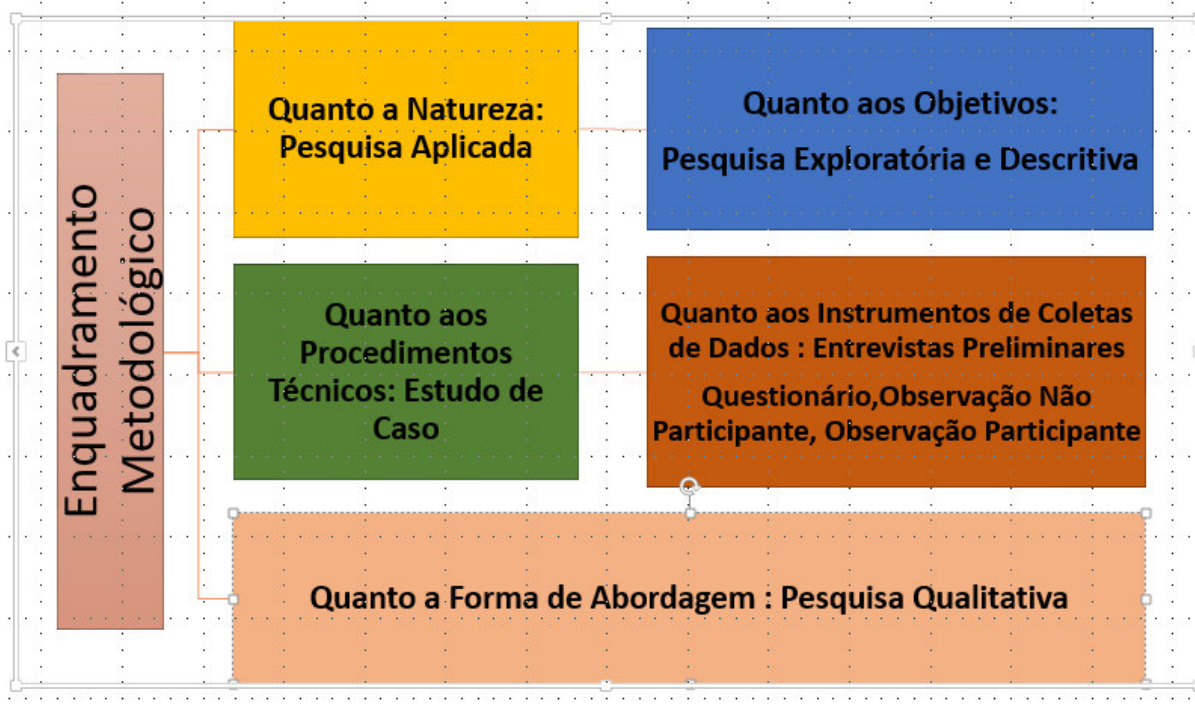 Enquadramento
Metodológico
Quanto a Natureza:
Pesquisa Aplicada
Quanto aos Objetivos:
Pesquisa Exploratória e Descritiva
Quanto aos
Procedimentos
Técnicos: Estudo de
Caso
Quanto aos Instrumentos de Coletas
de Dados : Entrevistas Preliminares
Questionário,Observação Não
Participante, Observação Participante
Quanto a Forma de Abordagem : Pesquisa Qualitativa